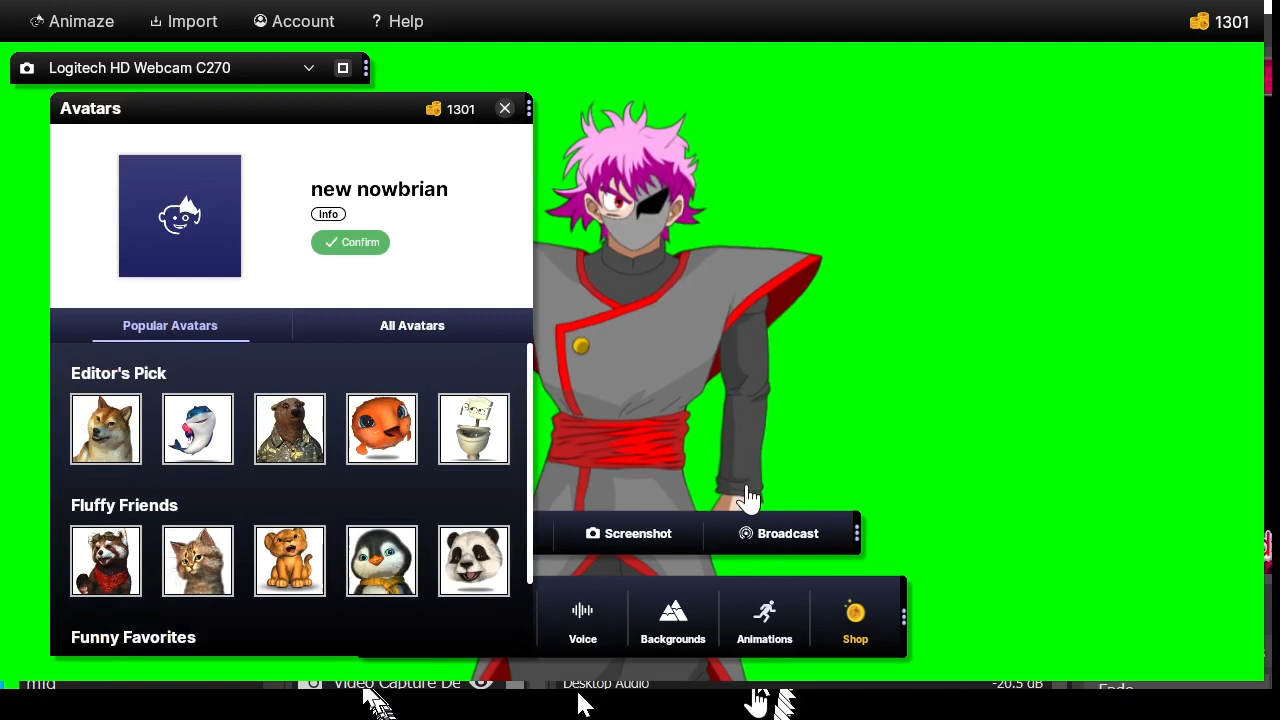 Animaze
Import
Account
? Help
1301
Logitech HD Webcam C270
Avatars
1301
new nowbrian
Info
Confirm
Popular Avatars
All Avatars
Editor's Pick
Fluffy Friends
Screenshot
Broadcast
Voice
Backgrounds
Animations
Shop
Funny Favorites
mid
Video Capture De
Desktop Audio
-20.5 dB
Fade